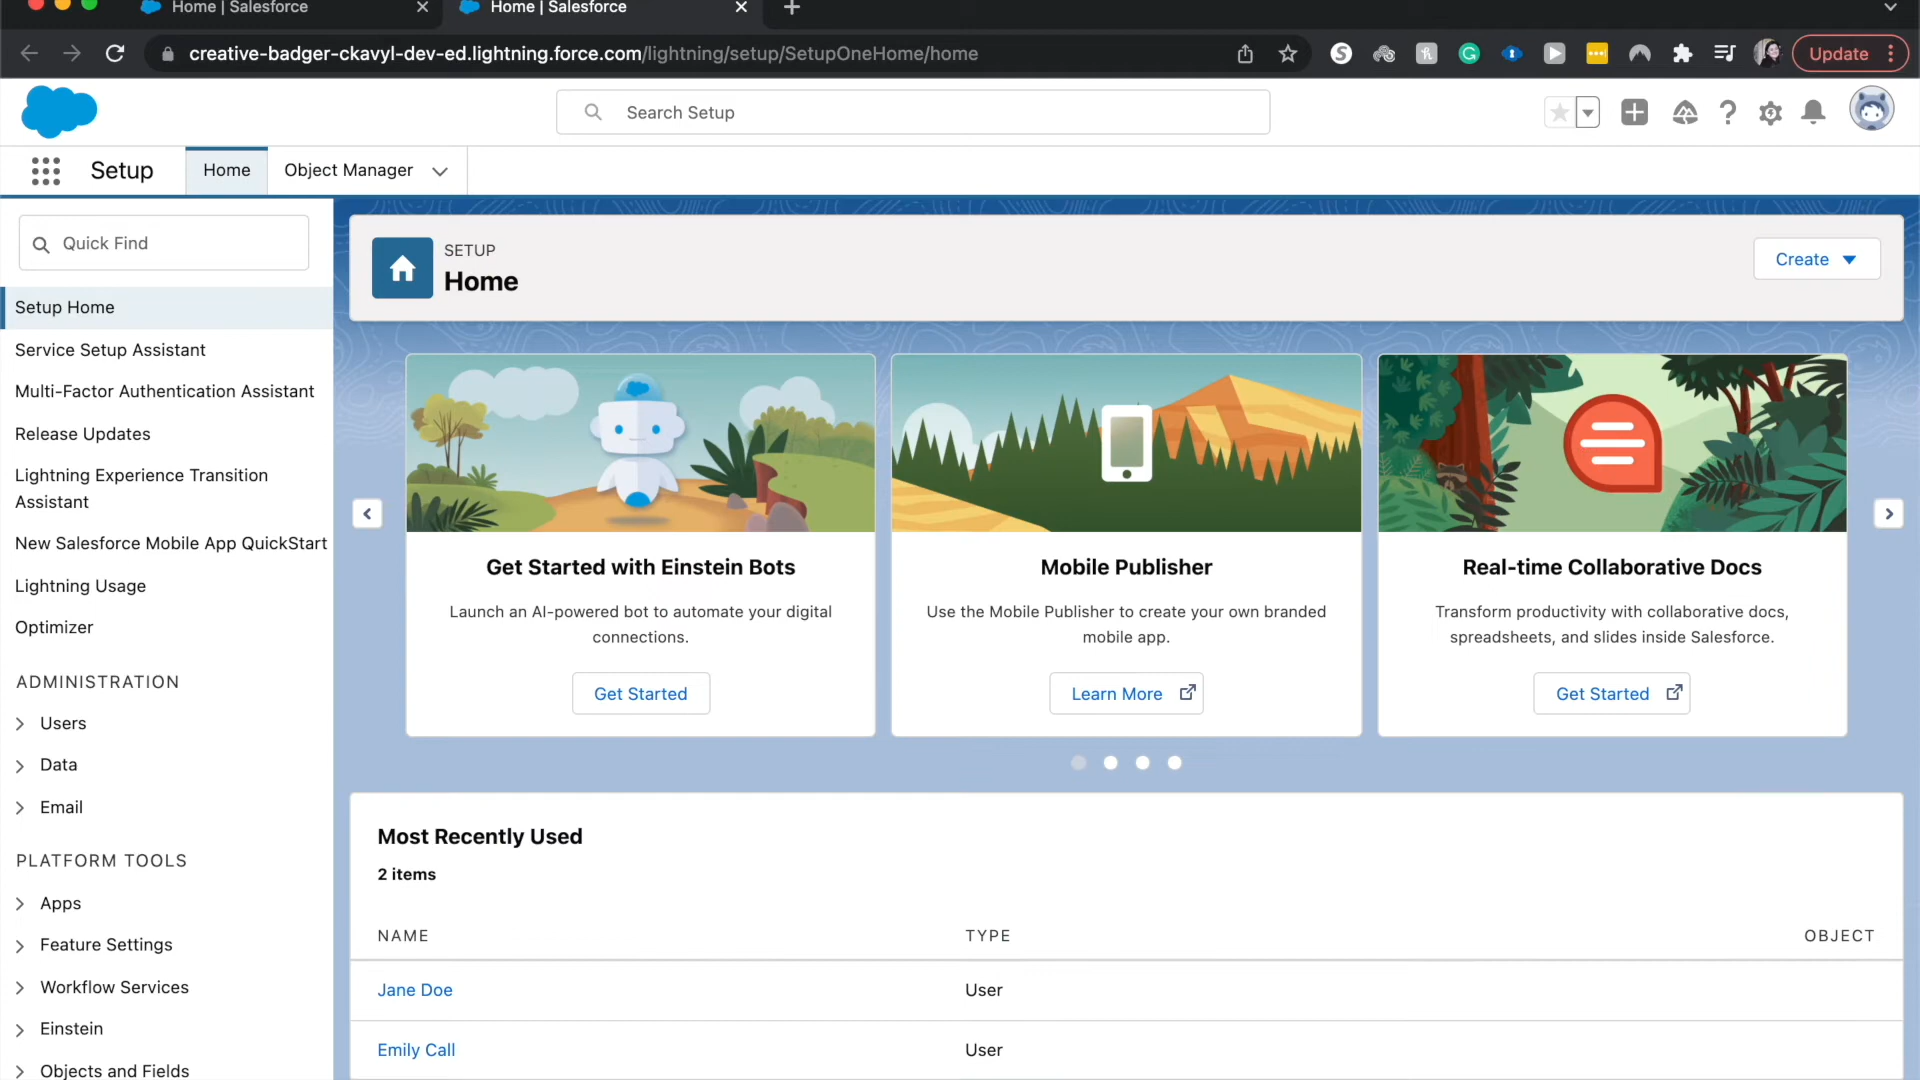 Home | Salesforce
Home | Salesforce
creative-badger-ckavyl-dev-ed.lightning.force.com/lightning/setup/SetupOneHome/home
Update
Search Setup
Setup
Home
Object Manager
Quick Find
Setup Home
Service Setup Assistant
Multi-Factor Authentication Assistant
Release Updates
Lightning Experience Transition
Assistant
New Salesforce Mobile App QuickStart
Lightning Usage
Optimizer
ADMINISTRATION
Users
Data
Email
PLATFORM TOOLS
Apps
Feature Settings
Workflow Services
Einstein
Objects and Fields
SETUP
Home
Create
Get Started with Einstein Bots
Launch an AI-powered bot to automate your digital
connections.
Get Started
Mobile Publisher
Use the Mobile Publisher to create your own branded
mobile app.
Learn More
Real-time Collaborative Docs
Transform productivity with collaborative docs,
spreadsheets, and slides inside Salesforce.
Get Started
Most Recently Used
2 items
NAME TYPE OBJECT
Jane Doe User
Emily Call User